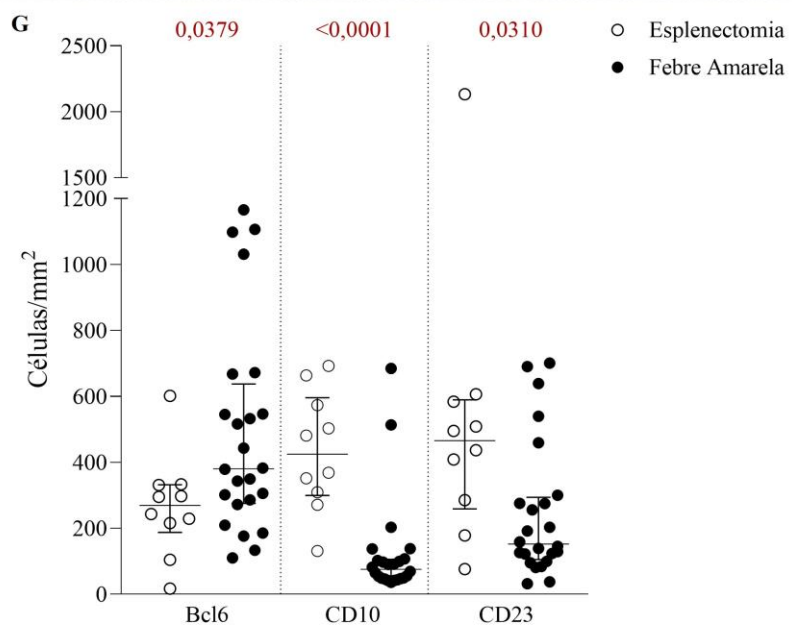 G
0,0379 <0,0001 0,0310
Esplenectomia
Febre Amarela
Células/mm²
2500
2000
1500
1200
1000
800
600
400
200
0
Bcl6 CD10 CD23